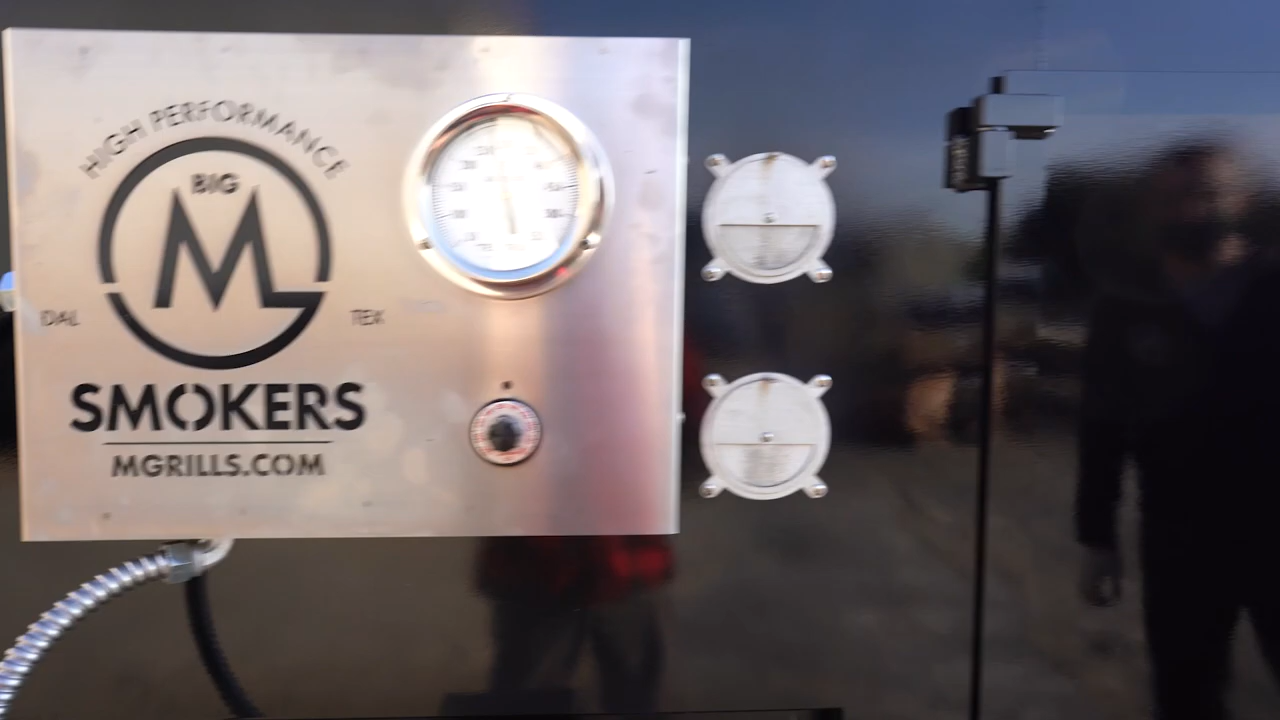 HIGH PERFORMANCE
BIG
M
DAL
TEX
SMOKERS
MGRILLS.COM